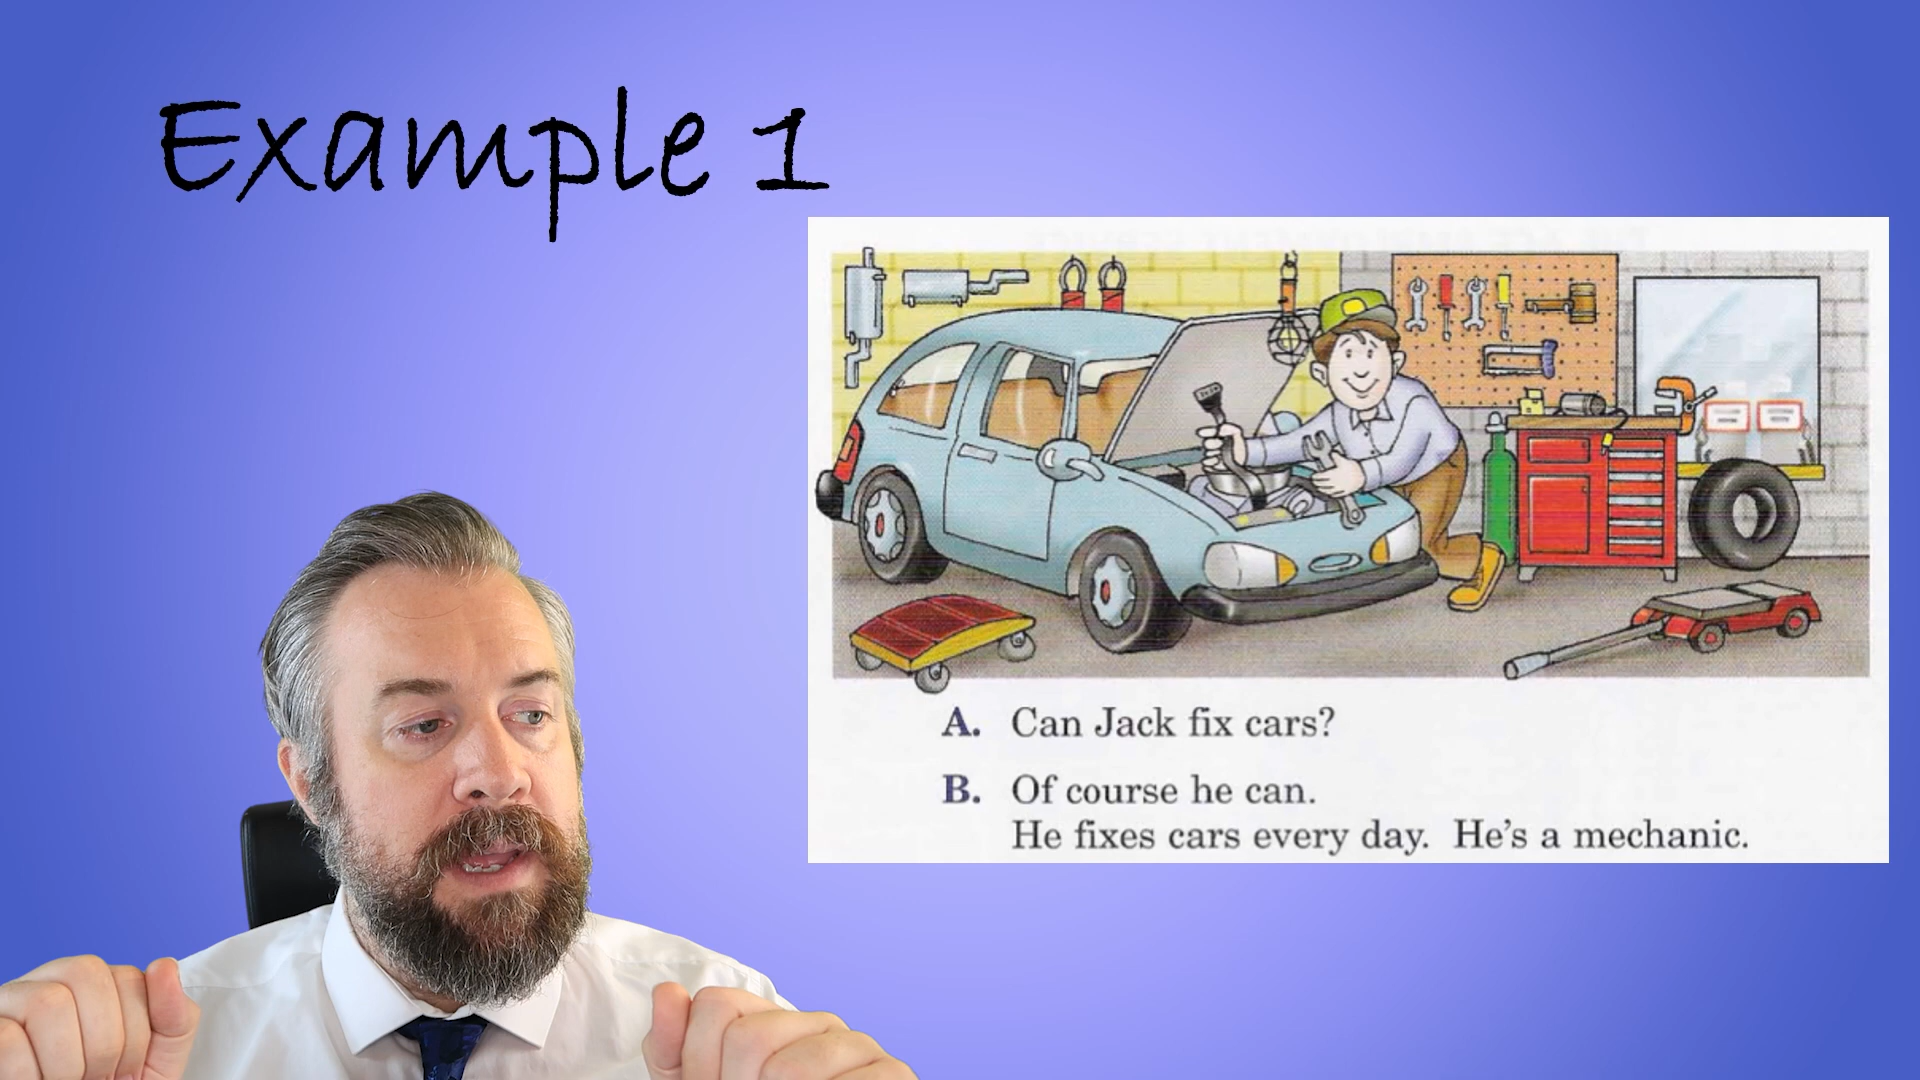 Example 1
A. Can Jack fix cars?
B. Of course he can.
He fixes cars every day. He's a mechanic.